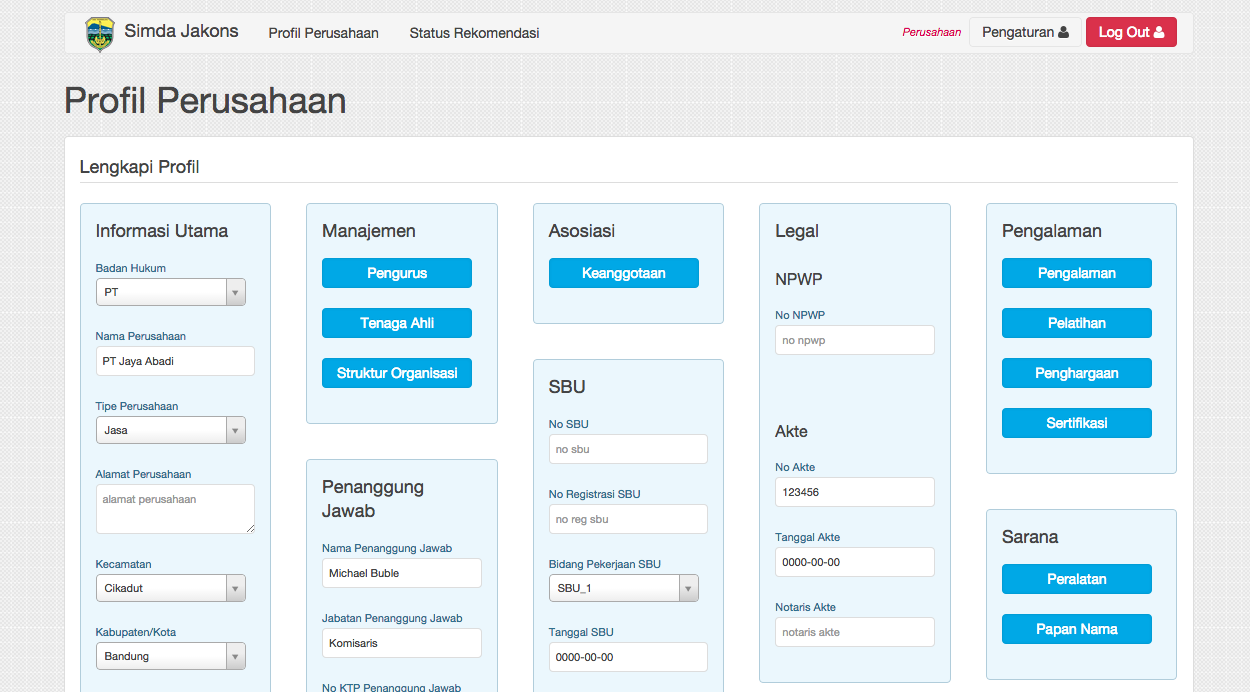 Simda Jakons
Profil Perusahaan
Status Rekomendasi
Perusahaan
Pengaturan
Log Out
Profil Perusahaan
Lengkapi Profil
Informasi Utama
Badan Hukum
PT
Nama Perusahaan
PT Jaya Abadi
Tipe Perusahaan
Jasa
Alamat Perusahaan
alamat perusahaan
Kecamatan
Cikadut
Kabupaten/Kota
Bandung
Manajemen
Pengurus
Tenaga Ahli
Struktur Organisasi
Penanggung
Jawab
Nama Penanggung Jawab
Michael Buble
Jabatan Penanggung Jawab
Komisaris
No KTP Penanggung Jawab
Asosiasi
Keanggotaan
SBU
No SBU
no sbu
No Registrasi SBU
no reg sbu
Bidang Pekerjaan SBU
SBU_1
Tanggal SBU
0000-00-00
Legal
NPWP
No NPWP
no npwp
Akte
No Akte
123456
Tanggal Akte
0000-00-00
Notaris Akte
notaris akte
Pengalaman
Pengalaman
Pelatihan
Penghargaan
Sertifikasi
Sarana
Peralatan
Papan Nama